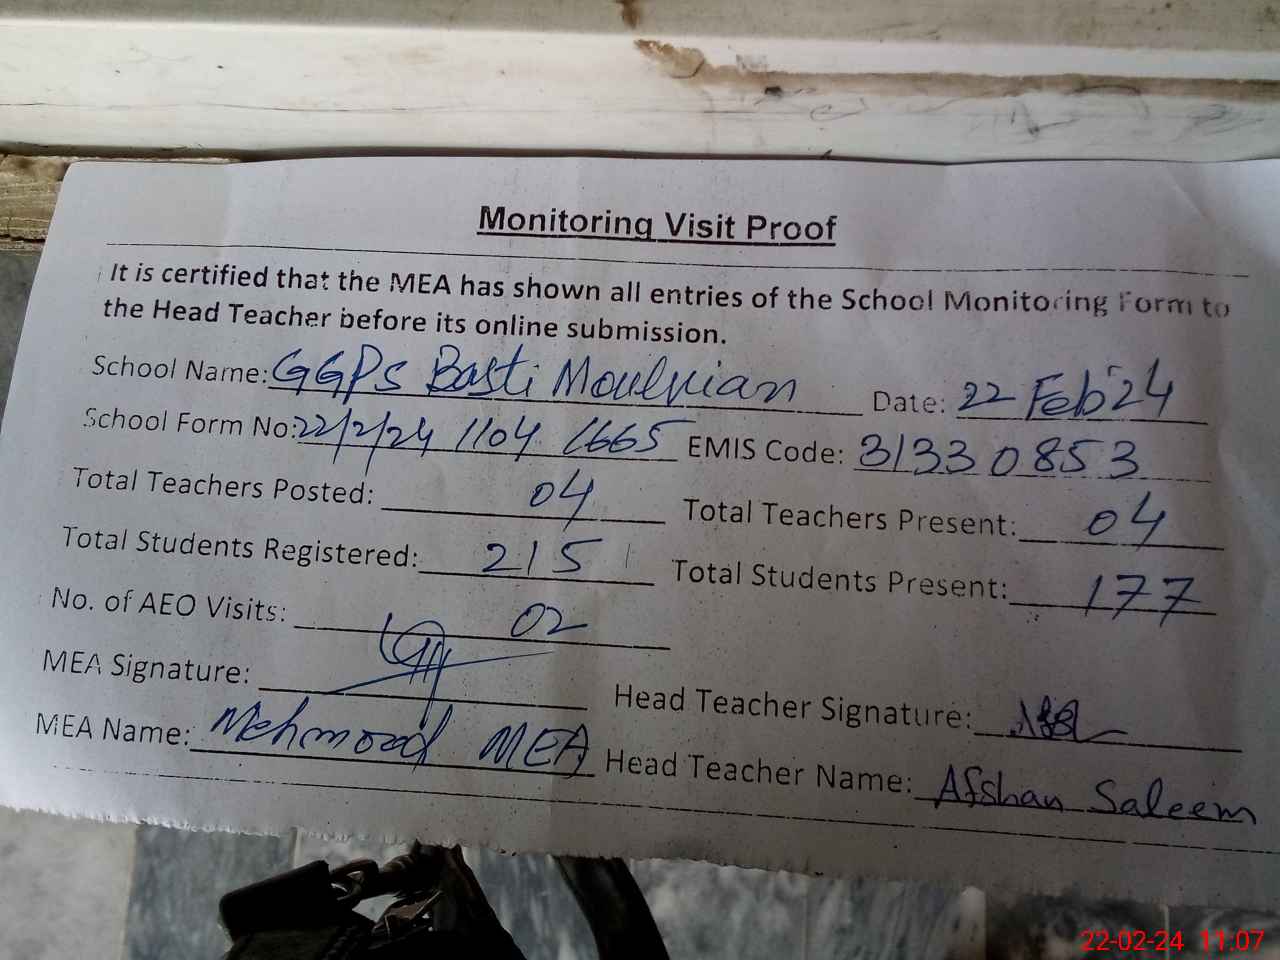 Monitoring Visit Proof
It is certified that the MEA has shown all entries of the School Monitoring Form to
the Head Teacher before its online submission.
School Name: GGPS Basti Moulvian Date: 22 Feb'24
School Form No: 22/2/24 1104 1665 EMIS Code: 31330853
Total Teachers Posted: 04 Total Teachers Present: 04
Total Students Registered: 215 Total Students Present: 177
No. of AEO Visits: 02
MEA Signature: Head Teacher Signature:
MEA Name: Mehmood MEA Head Teacher Name: Afshan Saleem
22-02-24 11:07